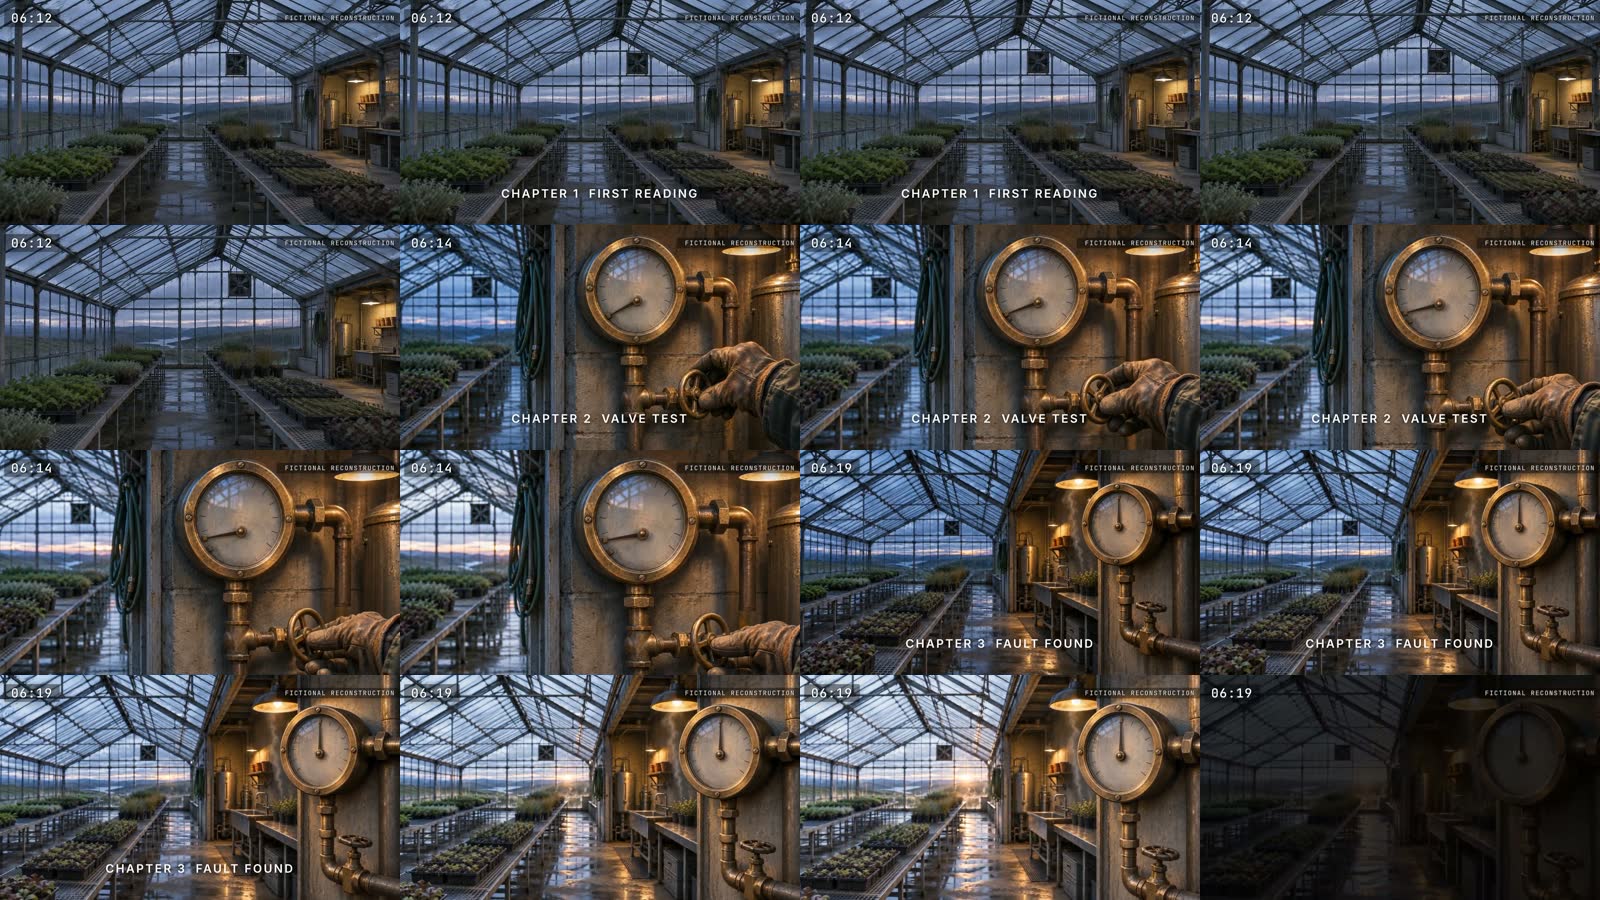 06:12
FICTIONAL RECONSTRUCTION
06:12
FICTIONAL RECONSTRUCTION
CHAPTER 1 FIRST READING
06:12
FICTIONAL RECONSTRUCTION
CHAPTER 1 FIRST READING
06:12
FICTIONAL RECONSTRUCTION
06:12
FICTIONAL RECONSTRUCTION
06:14
FICTIONAL RECONSTRUCTION
CHAPTER 2 VALVE TEST
06:14
FICTIONAL RECONSTRUCTION
CHAPTER 2 VALVE TEST
06:14
FICTIONAL RECONSTRUCTION
CHAPTER 2 VALVE TEST
06:14
FICTIONAL RECONSTRUCTION
06:14
FICTIONAL RECONSTRUCTION
06:19
FICTIONAL RECONSTRUCTION
CHAPTER 3 FAULT FOUND
06:19
FICTIONAL RECONSTRUCTION
CHAPTER 3 FAULT FOUND
06:19
FICTIONAL RECONSTRUCTION
CHAPTER 3 FAULT FOUND
06:19
FICTIONAL RECONSTRUCTION
06:19
FICTIONAL RECONSTRUCTION
06:19
FICTIONAL RECONSTRUCTION